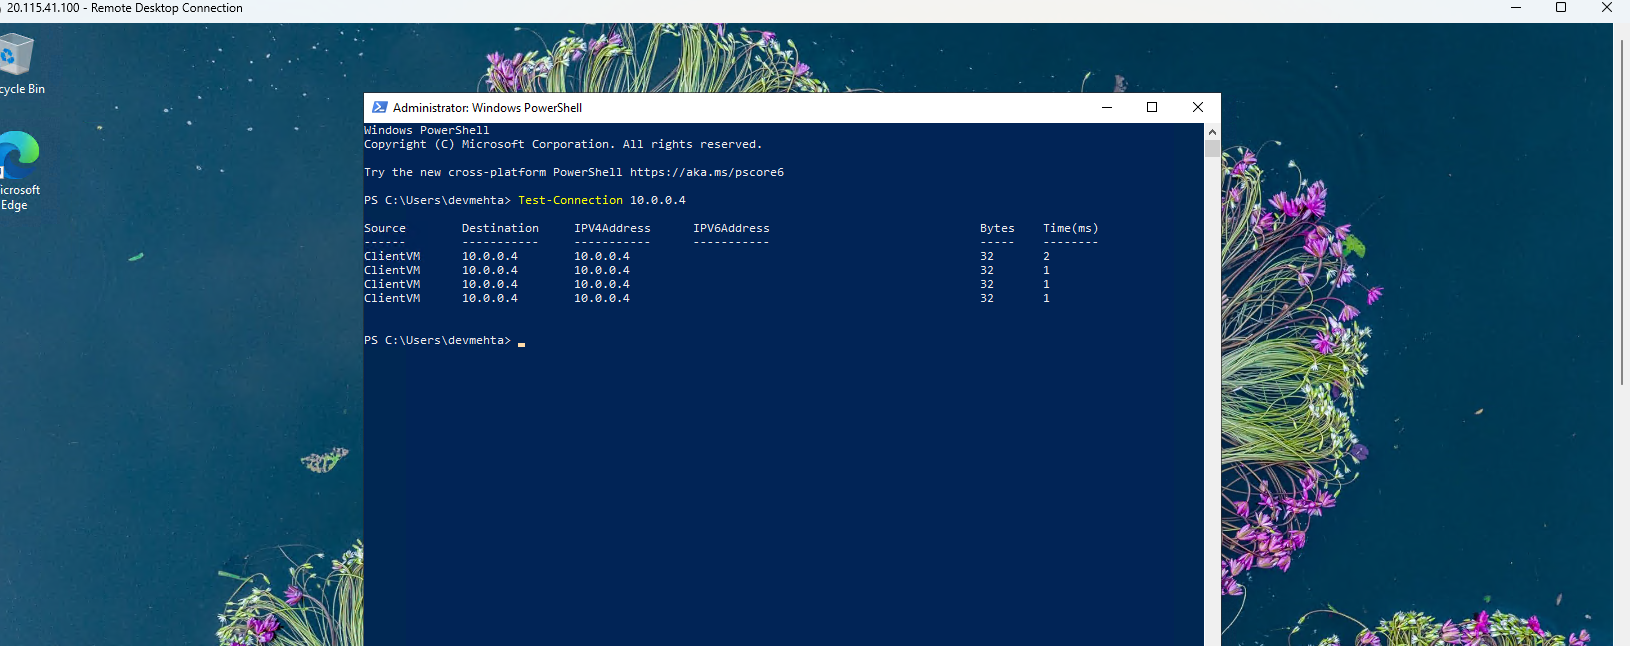 20.115.41.100 - Remote Desktop Connection
cycle Bin
icrosoft
Edge
Administrator: Windows PowerShell
Windows PowerShell
Copyright (C) Microsoft Corporation. All rights reserved.
Try the new cross-platform PowerShell https://aka.ms/pscore6
PS C:\Users\devmehta> Test-Connection 10.0.0.4
Source Destination IPV4Address IPV6Address Bytes Time(ms)
------ ----------- ----------- ----------- ----- --------
ClientVM 10.0.0.4 10.0.0.4 32 2
ClientVM 10.0.0.4 10.0.0.4 32 1
ClientVM 10.0.0.4 10.0.0.4 32 1
ClientVM 10.0.0.4 10.0.0.4 32 1
PS C:\Users\devmehta>